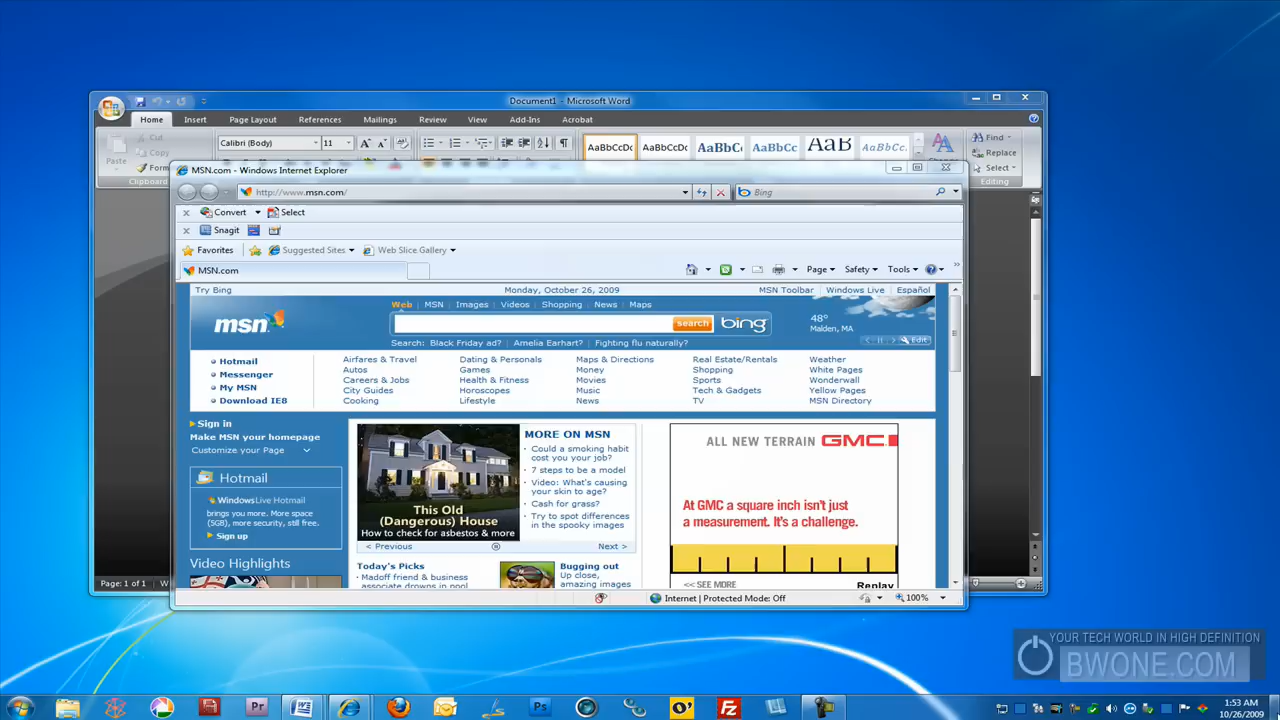 Document1 - Microsoft Word
Home Insert Page Layout References Mailings Review View Add-Ins Acrobat
Cut
Copy
Paste
Clipboard
Calibri (Body) 11
AaBbCcDc AaBbCcDc AaBbCc AaBbCc AaBb AaBbCc.
Find
Replace
Select
Editing
MSN.com - Windows Internet Explorer
http://www.msn.com/
Bing
Convert Select
Snagit
Favorites Suggested Sites Web Slice Gallery
MSN.com
Page Safety Tools
Try Bing Monday, October 26, 2009 MSN Toolbar Windows Live Español
Web MSN Images Videos Shopping News Maps
msn
search bing
48°
Malden, MA
Edit
Search: Black Friday ad? Amelia Earhart? Fighting flu naturally?
Hotmail
Messenger
My MSN
Download IE8
Airfares & Travel
Autos
Careers & Jobs
City Guides
Cooking
Dating & Personals
Games
Health & Fitness
Horoscopes
Lifestyle
Maps & Directions
Money
Movies
Music
News
Real Estate/Rentals
Shopping
Sports
Tech & Gadgets
TV
Weather
White Pages
Wonderwall
Yellow Pages
MSN Directory
Sign in
Make MSN your homepage
Customize your Page
Hotmail
Windows Live Hotmail
brings you more. More space
(5GB), more security, still free.
Sign up
Video Highlights
This Old
(Dangerous) House
How to check for asbestos & more
< Previous Next >
MORE ON MSN
Could a smoking habit
cost you your job?
7 steps to be a model
Video: What's causing
your skin to age?
Cash for grass?
Try to spot differences
in the spooky images
Today's Picks
Madoff friend & business
associate drowns in pool
Bugging out
Up close,
amazing images
ALL NEW TERRAIN GMC
At GMC a square inch isn't just
a measurement. It's a challenge.
<< SEE MORE Replay
Internet | Protected Mode: Off 100%
Page: 1 of 1
YOUR TECH WORLD IN HIGH DEFINITION
BWONE.COM
Pr
Ps
Fz
1:53 AM
10/26/2009